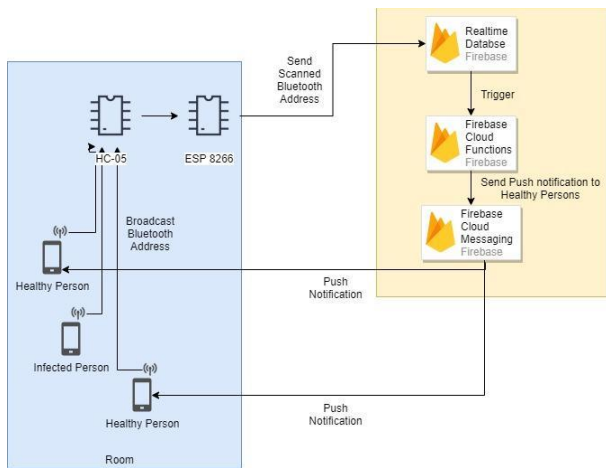 Realtime
Databse
Firebase
Send
Scanned
Bluetooth
Address
Trigger
Firebase
Cloud
Functions
Firebase
HC-05
ESP 8266
Send Push notification to
Healthy Persons
Broadcast
Bluetooth
Address
Firebase
Cloud
Messaging
Firebase
Healthy Person
Push
Notification
Infected Person
Push
Notification
Healthy Person
Room